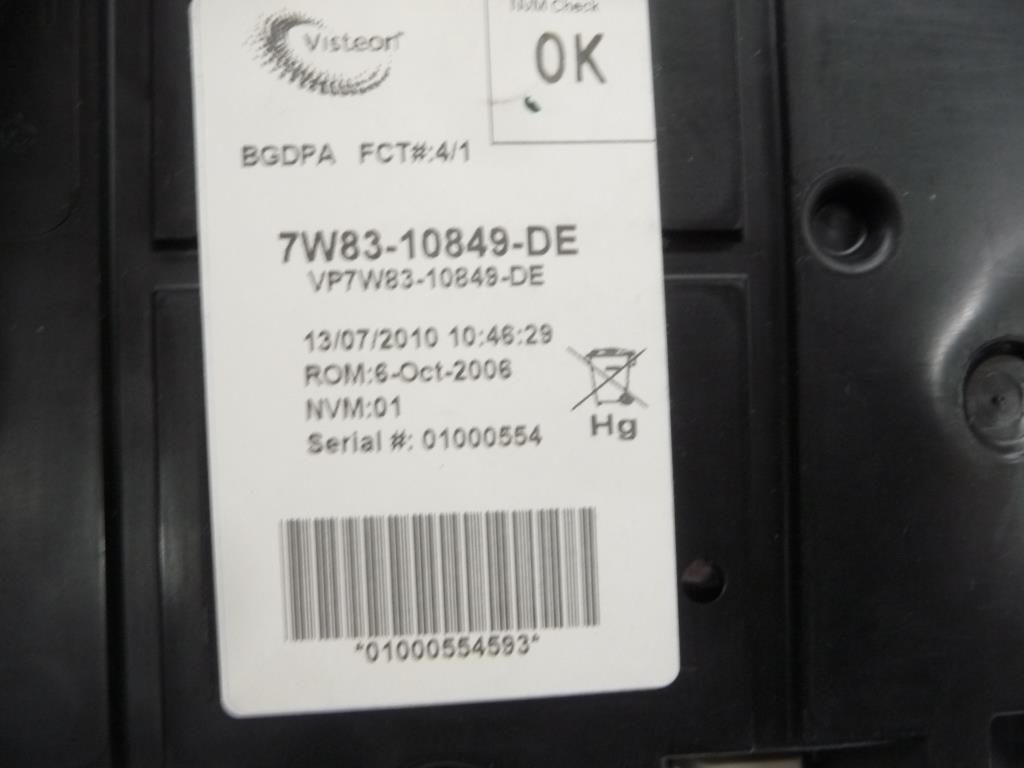 Visteon
NVM Check
OK
BGDPA FCT#:4/1
7W83-10849-DE
VP7W83-10849-DE
13/07/2010 10:46:29
ROM:6-Oct-2006
NVM:01
Serial #: 01000554
Hg
*01000554593*